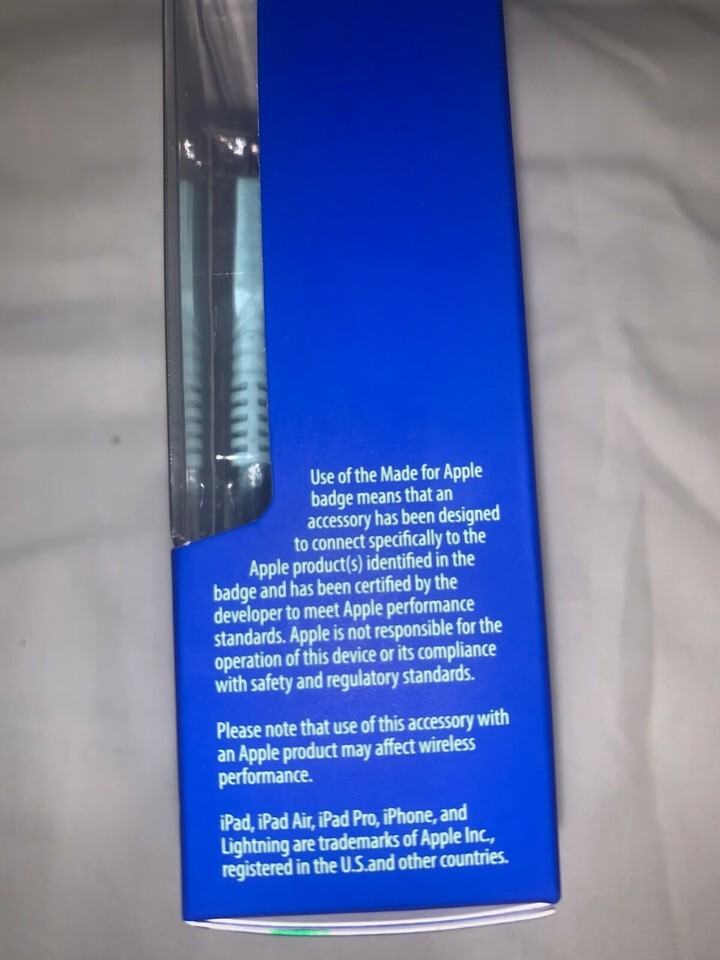 Use of the Made for Apple
badge means that an
accessory has been designed
to connect specifically to the
Apple product(s) identified in the
badge and has been certified by the
developer to meet Apple performance
standards. Apple is not responsible for the
operation of this device or its compliance
with safety and regulatory standards.
Please note that use of this accessory with
an Apple product may affect wireless
performance.
iPad, iPad Air, iPad Pro, iPhone, and
Lightning are trademarks of Apple Inc.,
registered in the U.S.and other countries.